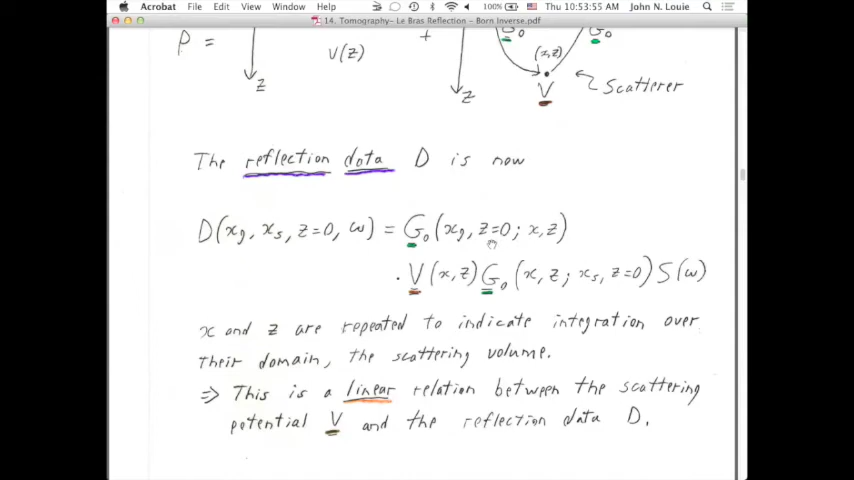 Acrobat File Edit View Window Help 100% Thu 10:53:55 AM John N. Louie
14. Tomography- Le Bras Reflection - Born Inverse.pdf
P = + G₀ G₀
V(z) (x,z)
z z V Scatterer
The reflection data D is now
D(xg, xs, z=0, ω) = G₀(xg, z=0; x,z)
· V(x,z) G₀(x,z; xs, z=0) S(ω)
x and z are repeated to indicate integration over
their domain, the scattering volume.
⇒ This is a linear relation between the scattering
potential V and the reflection data D.